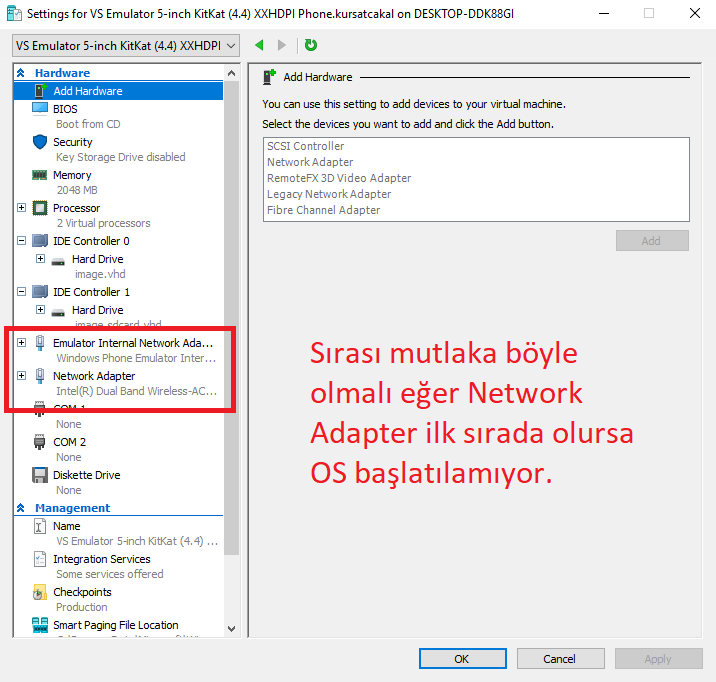 Settings for VS Emulator 5-inch KitKat (4.4) XXHDPI Phone.kursatcakal on DESKTOP-DDK88GI
VS Emulator 5-inch KitKat (4.4) XXHDPI
Hardware
Add Hardware
BIOS
Boot from CD
Security
Key Storage Drive disabled
Memory
2048 MB
Processor
2 Virtual processors
IDE Controller 0
Hard Drive
image.vhd
IDE Controller 1
Hard Drive
image_sdcard.vhd
Emulator Internal Network Ada...
Windows Phone Emulator Inter...
Network Adapter
Intel(R) Dual Band Wireless-AC...
COM 1
None
COM 2
None
Diskette Drive
None
Management
Name
VS Emulator 5-inch KitKat (4.4) ...
Integration Services
Some services offered
Checkpoints
Production
Smart Paging File Location
Add Hardware
You can use this setting to add devices to your virtual machine.
Select the devices you want to add and click the Add button.
SCSI Controller
Network Adapter
RemoteFX 3D Video Adapter
Legacy Network Adapter
Fibre Channel Adapter
Add
Sırası mutlaka böyle
olmalı eğer Network
Adapter ilk sırada olursa
OS başlatılamıyor.
OK
Cancel
Apply